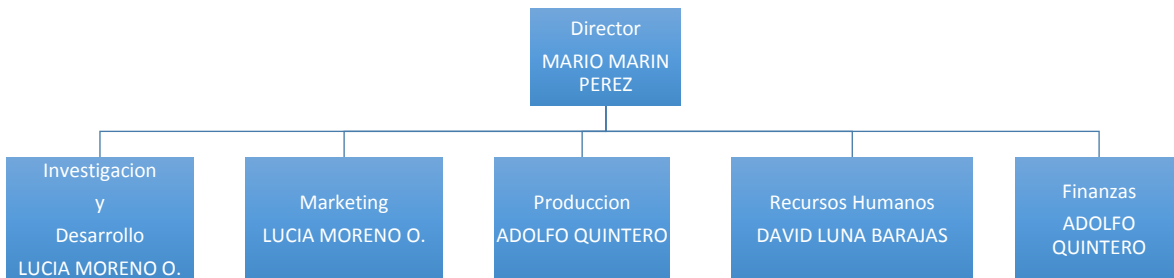 Director
MARIO MARIN
PEREZ
Investigacion
y
Desarrollo
LUCIA MORENO O.
Marketing
LUCIA MORENO O.
Produccion
ADOLFO QUINTERO
Recursos Humanos
DAVID LUNA BARAJAS
Finanzas
ADOLFO
QUINTERO